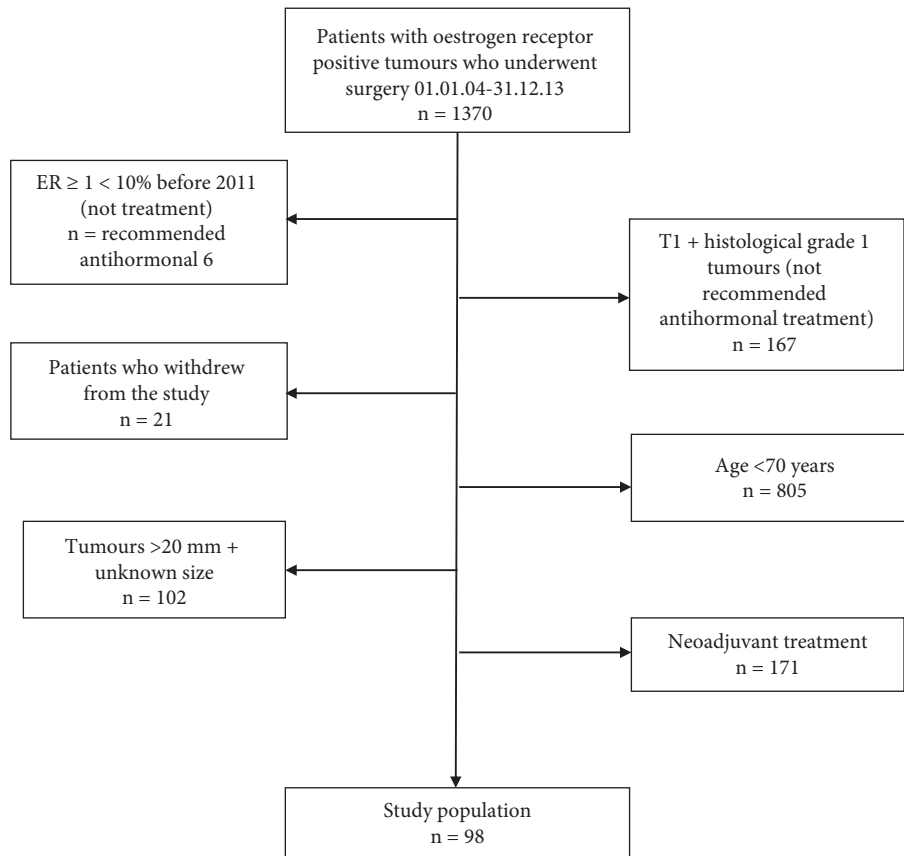 Patients with oestrogen receptor
positive tumours who underwent
surgery 01.01.04-31.12.13
n = 1370
ER ≥ 1 < 10% before 2011
(not treatment)
n = recommended
antihormonal 6
T1 + histological grade 1
tumours (not
recommended
antihormonal treatment)
n = 167
Patients who withdrew
from the study
n = 21
Age <70 years
n = 805
Tumours >20 mm +
unknown size
n = 102
Neoadjuvant treatment
n = 171
Study population
n = 98